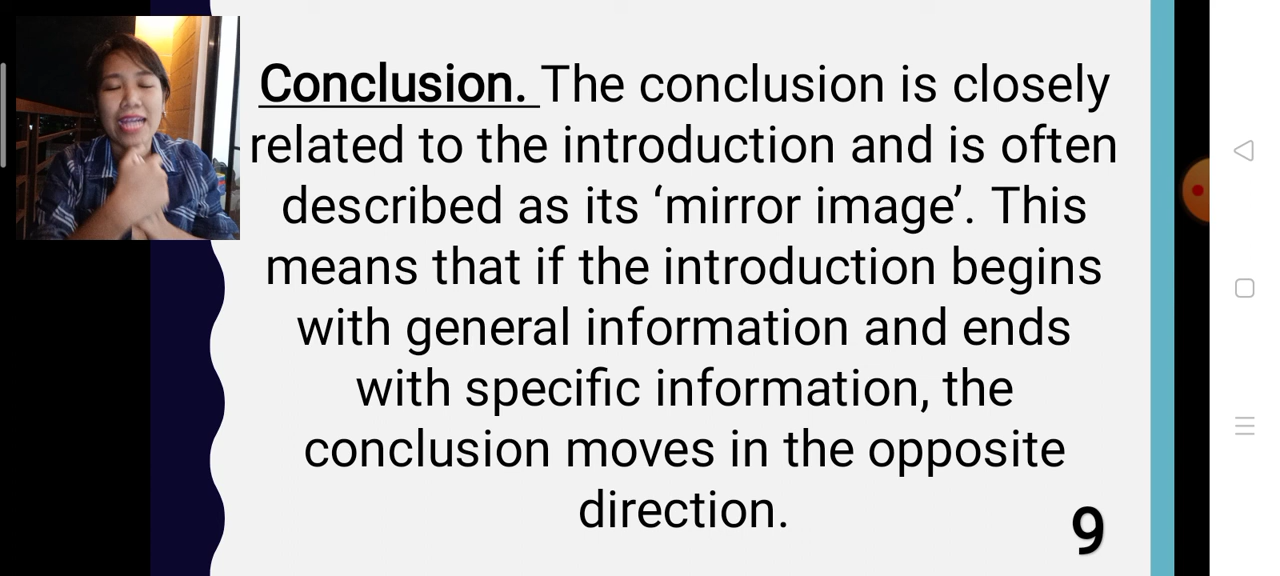 Conclusion. The conclusion is closely
related to the introduction and is often
described as its ‘mirror image’. This
means that if the introduction begins
with general information and ends
with specific information, the
conclusion moves in the opposite
direction.
9